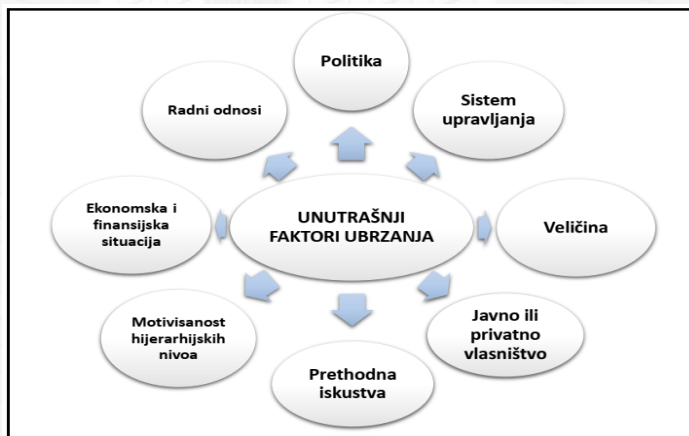 Politika
Sistem
upravljanja
Veličina
Javno ili
privatno
vlasništvo
Prethodna
iskustva
Motivisanost
hijerarhijskih
nivoa
Ekonomska i
finansijska
situacija
Radni odnosi
UNUTRAŠNJI
FAKTORI UBRZANJA